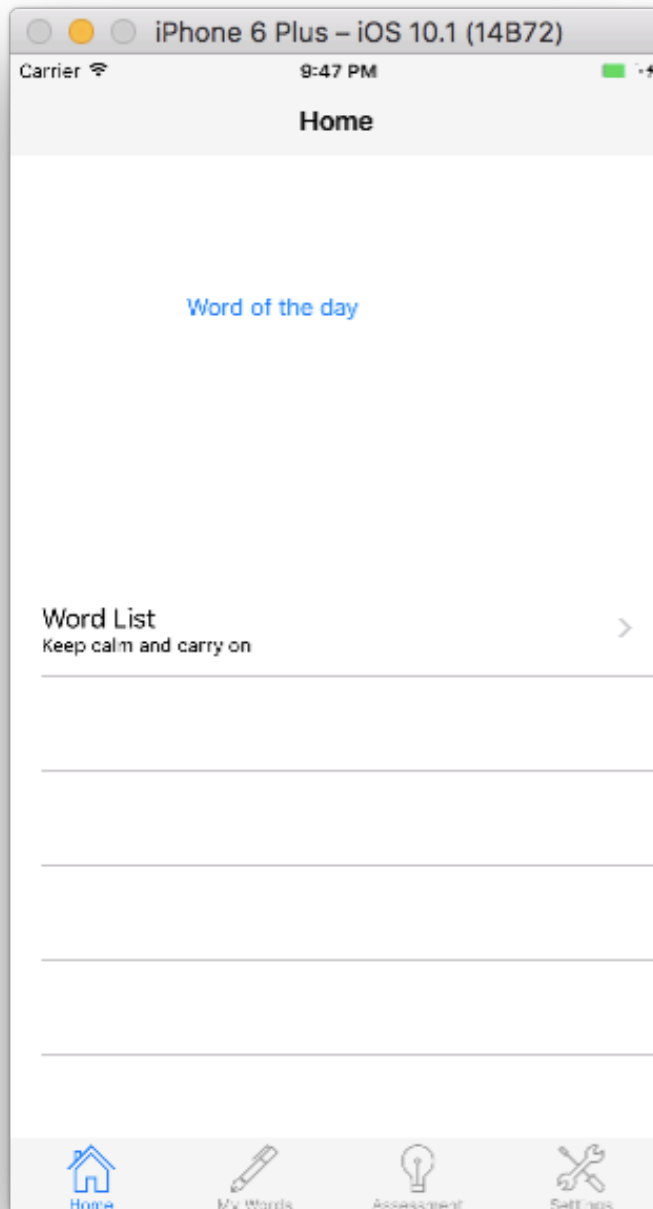 iPhone 6 Plus – iOS 10.1 (14B72)
Carrier 9:47 PM
Home
Word of the day
Word List
Keep calm and carry on
Home My Words Assessment Settings